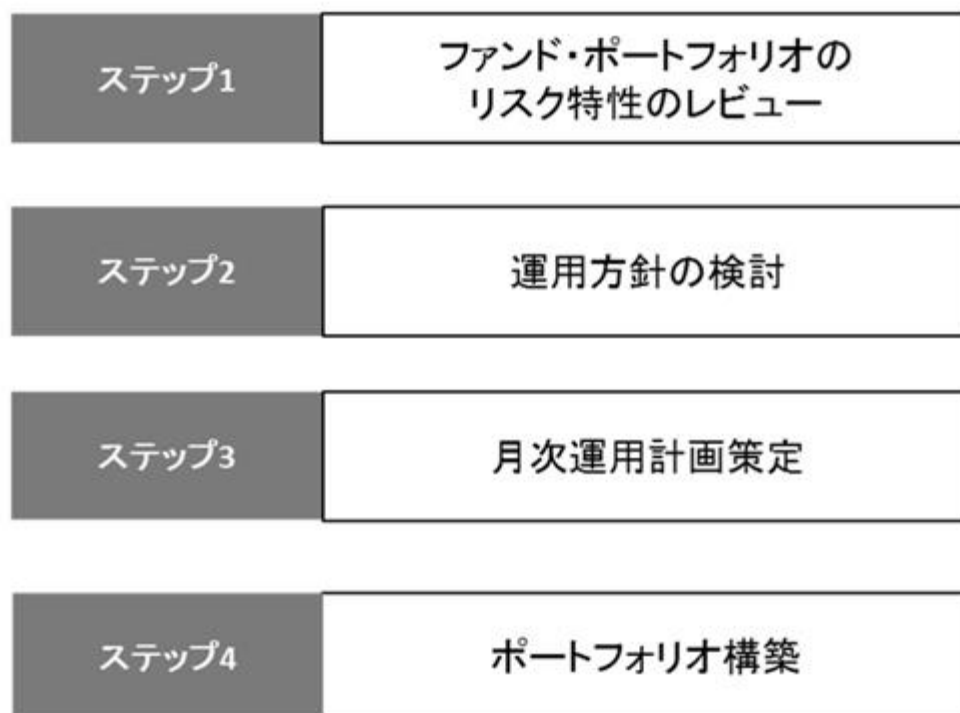 ステップ1
ファンド・ポートフォリオの
リスク特性のレビュー
ステップ2
運用方針の検討
ステップ3
月次運用計画策定
ステップ4
ポートフォリオ構築